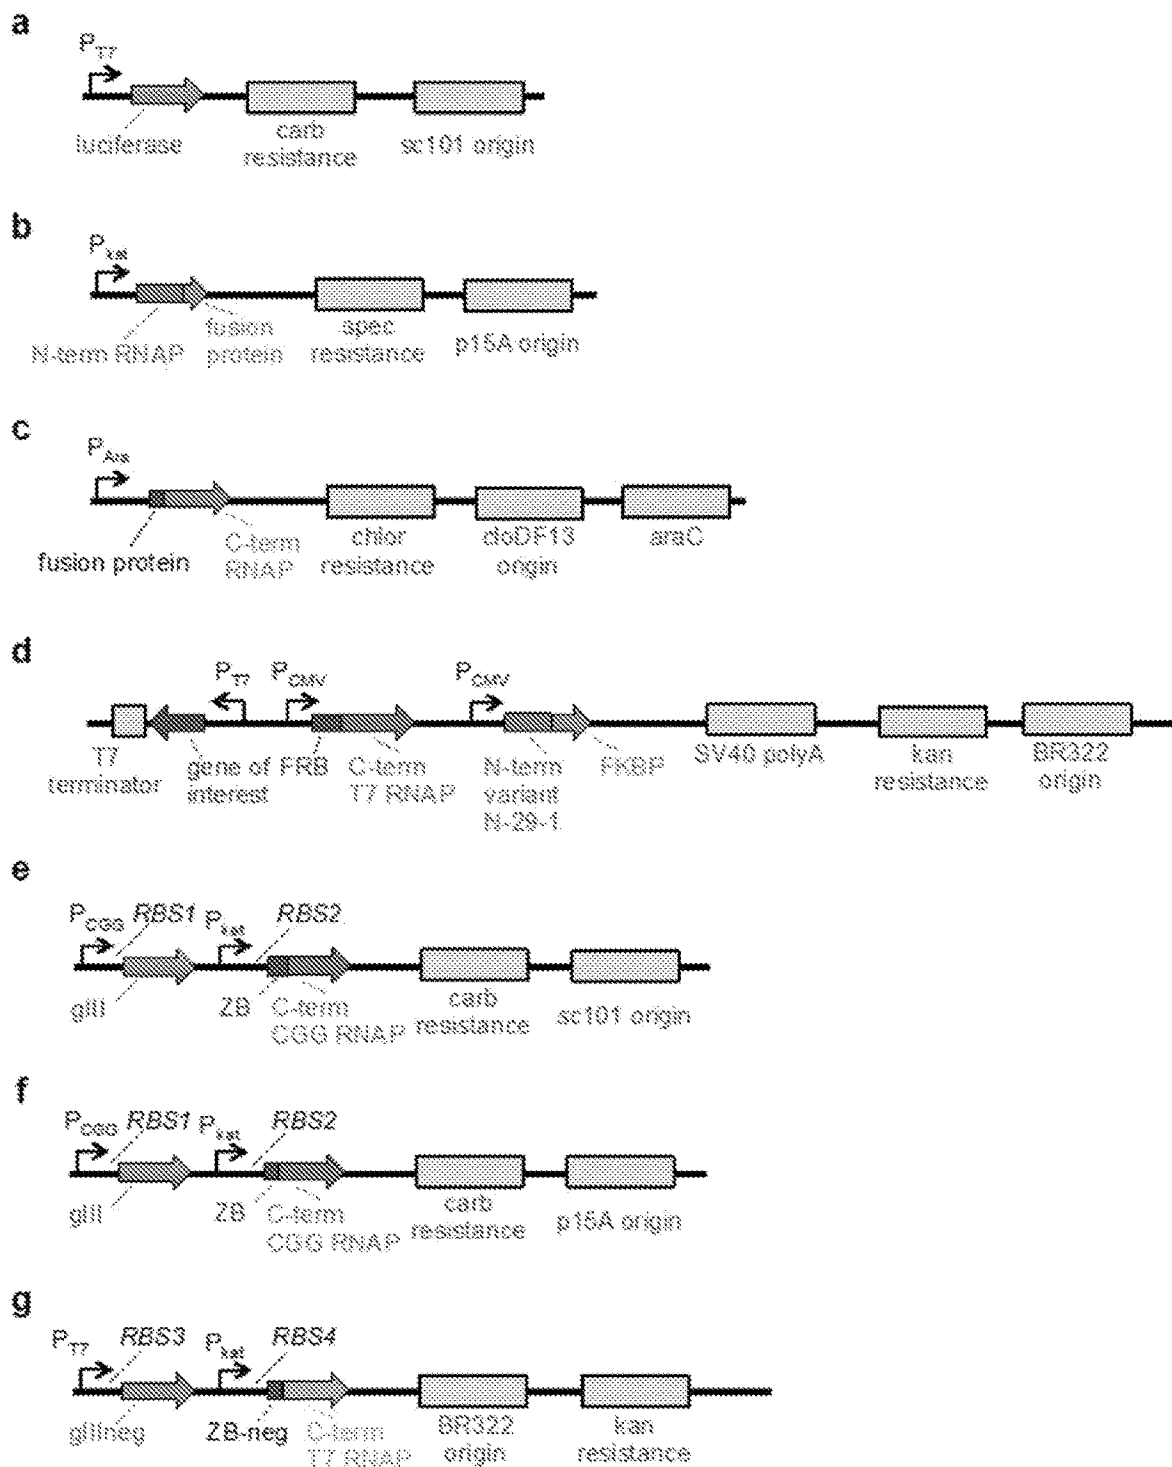 a
P_T7
luciferase
carb
resistance
sc101 origin
b
P_kat
N-term RNAP
fusion
protein
spec
resistance
p15A origin
c
P_Ara
fusion protein
C-term
RNAP
chlor
resistance
cloDF13
origin
araC
d
P_T7 P_CMV P_CMV
T7
terminator
gene of
interest
FRB
C-term
T7 RNAP
N-term
variant
N-29-1
FKBP
SV40 polyA
kan
resistance
BR322
origin
e
P_CGG RBS1 P_kat RBS2
gIII
ZB
C-term
CGG RNAP
carb
resistance
sc101 origin
f
P_CGG RBS1 P_kat RBS2
gIII
ZB
C-term
CGG RNAP
carb
resistance
p15A origin
g
P_T7 RBS3 P_kat RBS4
gIIIneg
ZB-neg
C-term
T7 RNAP
BR322
origin
kan
resistance